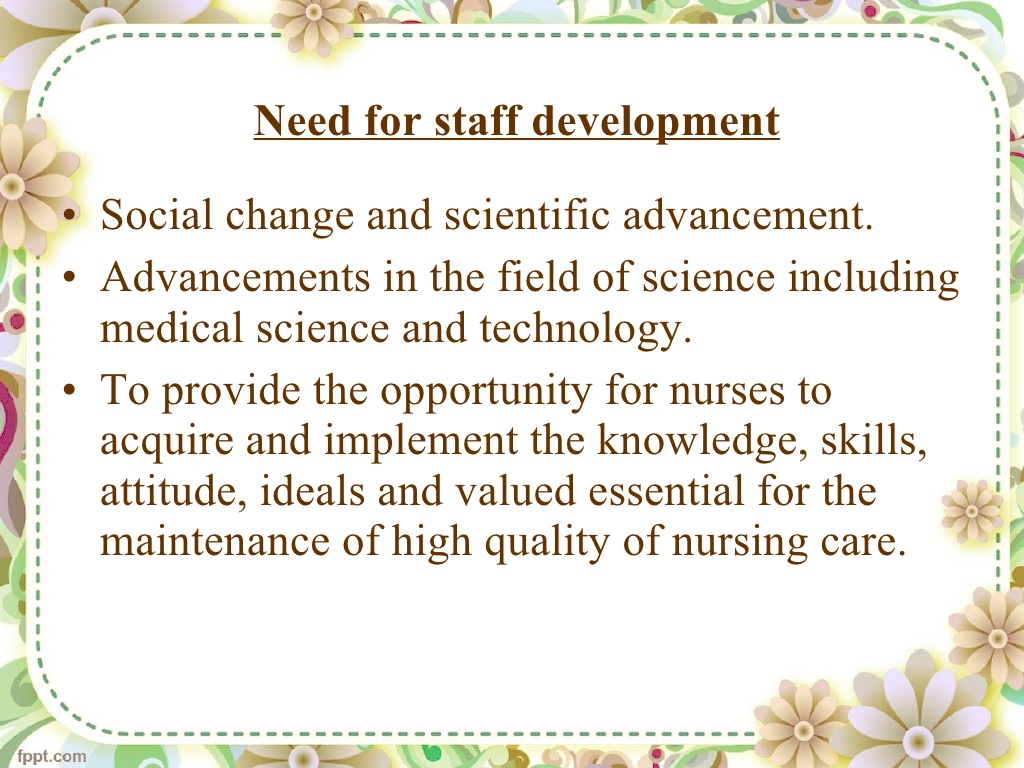 Need for staff development
• Social change and scientific advancement.
• Advancements in the field of science including
medical science and technology.
• To provide the opportunity for nurses to
acquire and implement the knowledge, skills,
attitude, ideals and valued essential for the
maintenance of high quality of nursing care.
fppt.com